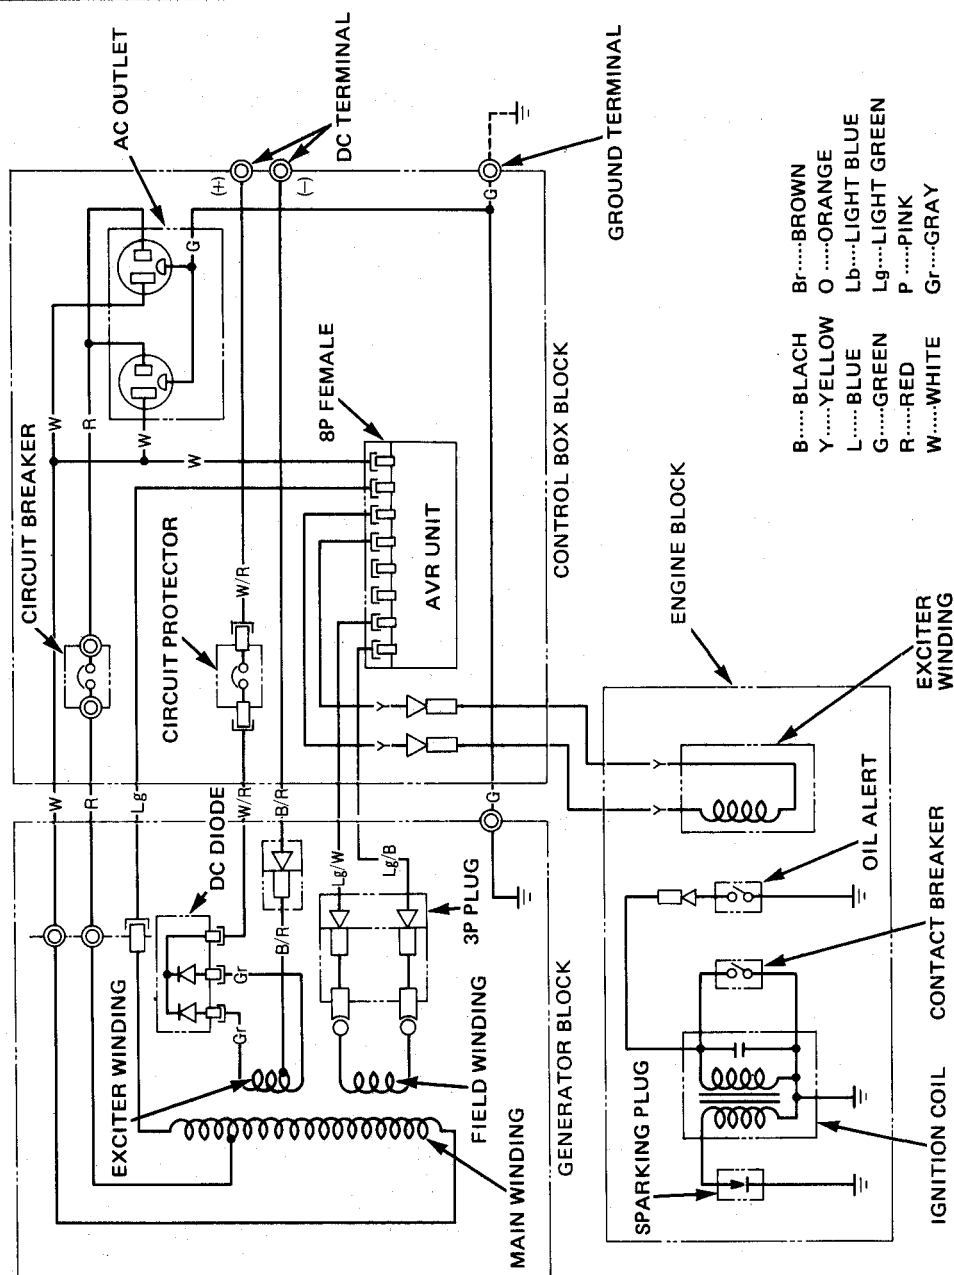 AC OUTLET
DC TERMINAL
(+)
(−)
GROUND TERMINAL
G
G
CIRCUIT BREAKER
W
R
W
W
8P FEMALE
CIRCUIT PROTECTOR
W/R
AVR UNIT
CONTROL BOX BLOCK
Y
Y
W
R
Lg
W/R
B/R
G
DC DIODE
Lg/W
Lg/B
3P PLUG
B/R
Gr
Gr
EXCITER WINDING
FIELD WINDING
MAIN WINDING
GENERATOR BLOCK
ENGINE BLOCK
Y
Y
EXCITER
WINDING
OIL ALERT
CONTACT BREAKER
SPARKING PLUG
IGNITION COIL
B····· BLACH Br·····BROWN
Y ·····YELLOW O ·····ORANGE
L·····BLUE Lb····LIGHT BLUE
G·····GREEN Lg····LIGHT GREEN
R·····RED P ·····PINK
W·····WHITE Gr····GRAY